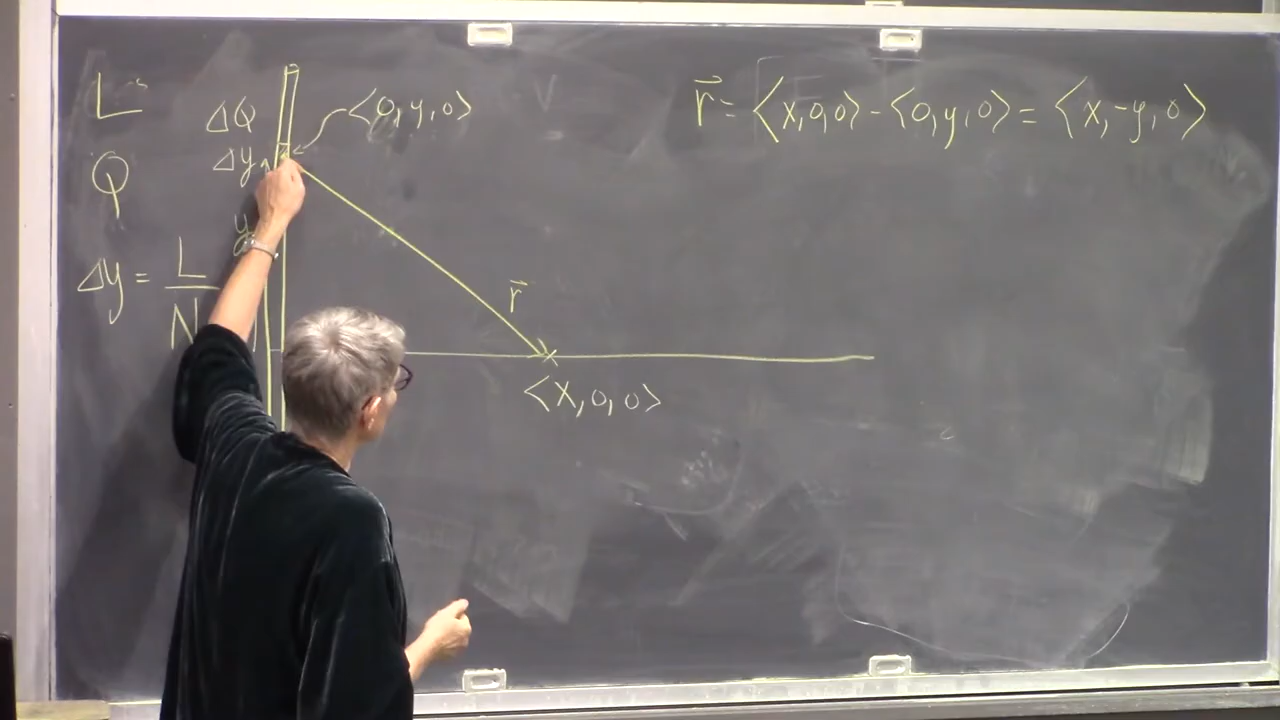 L
Q
Δy = L / N
ΔQ
Δy
y
<0, y, 0>
r⃗
<x, 0, 0>
r⃗ = <x, 0, 0> - <0, y, 0> = <x, -y, 0>